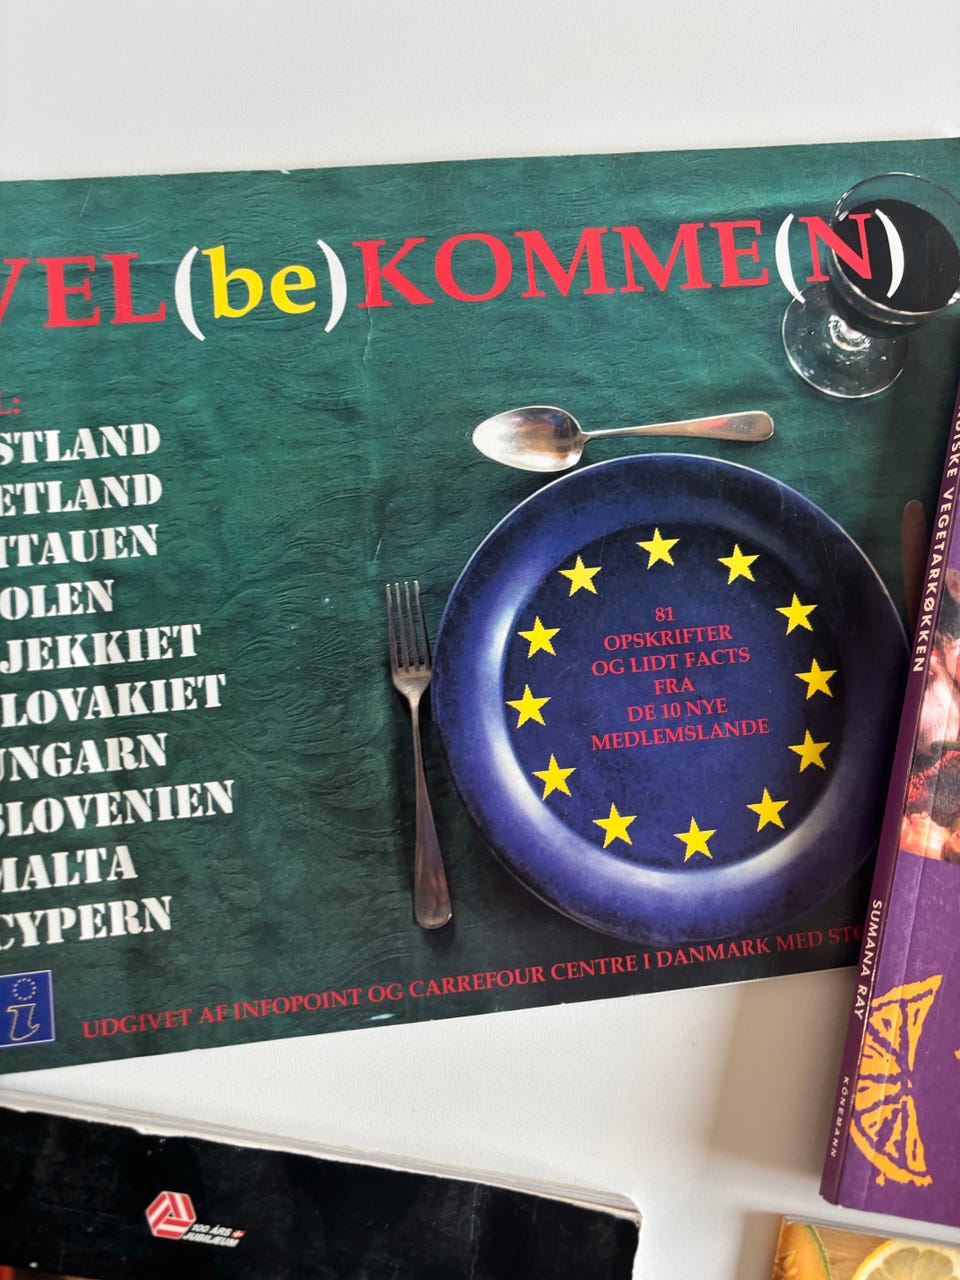 VEL(be)KOMME(N)
L:
STLAND
ETLAND
ITAUEN
OLEN
JEKKIET
LOVAKIET
UNGARN
SLOVENIEN
MALTA
CYPERN
81
OPSKRIFTER
OG LIDT FACTS
FRA
DE 10 NYE
MEDLEMSLANDE
i
UDGIVET AF INFOPOINT OG CARREFOUR CENTRE I DANMARK MED STØ
DISKE VEGETARKØKKEN
SUMANA RAY
KÖNEMANN
100 ÅRS
JUBILÆUM